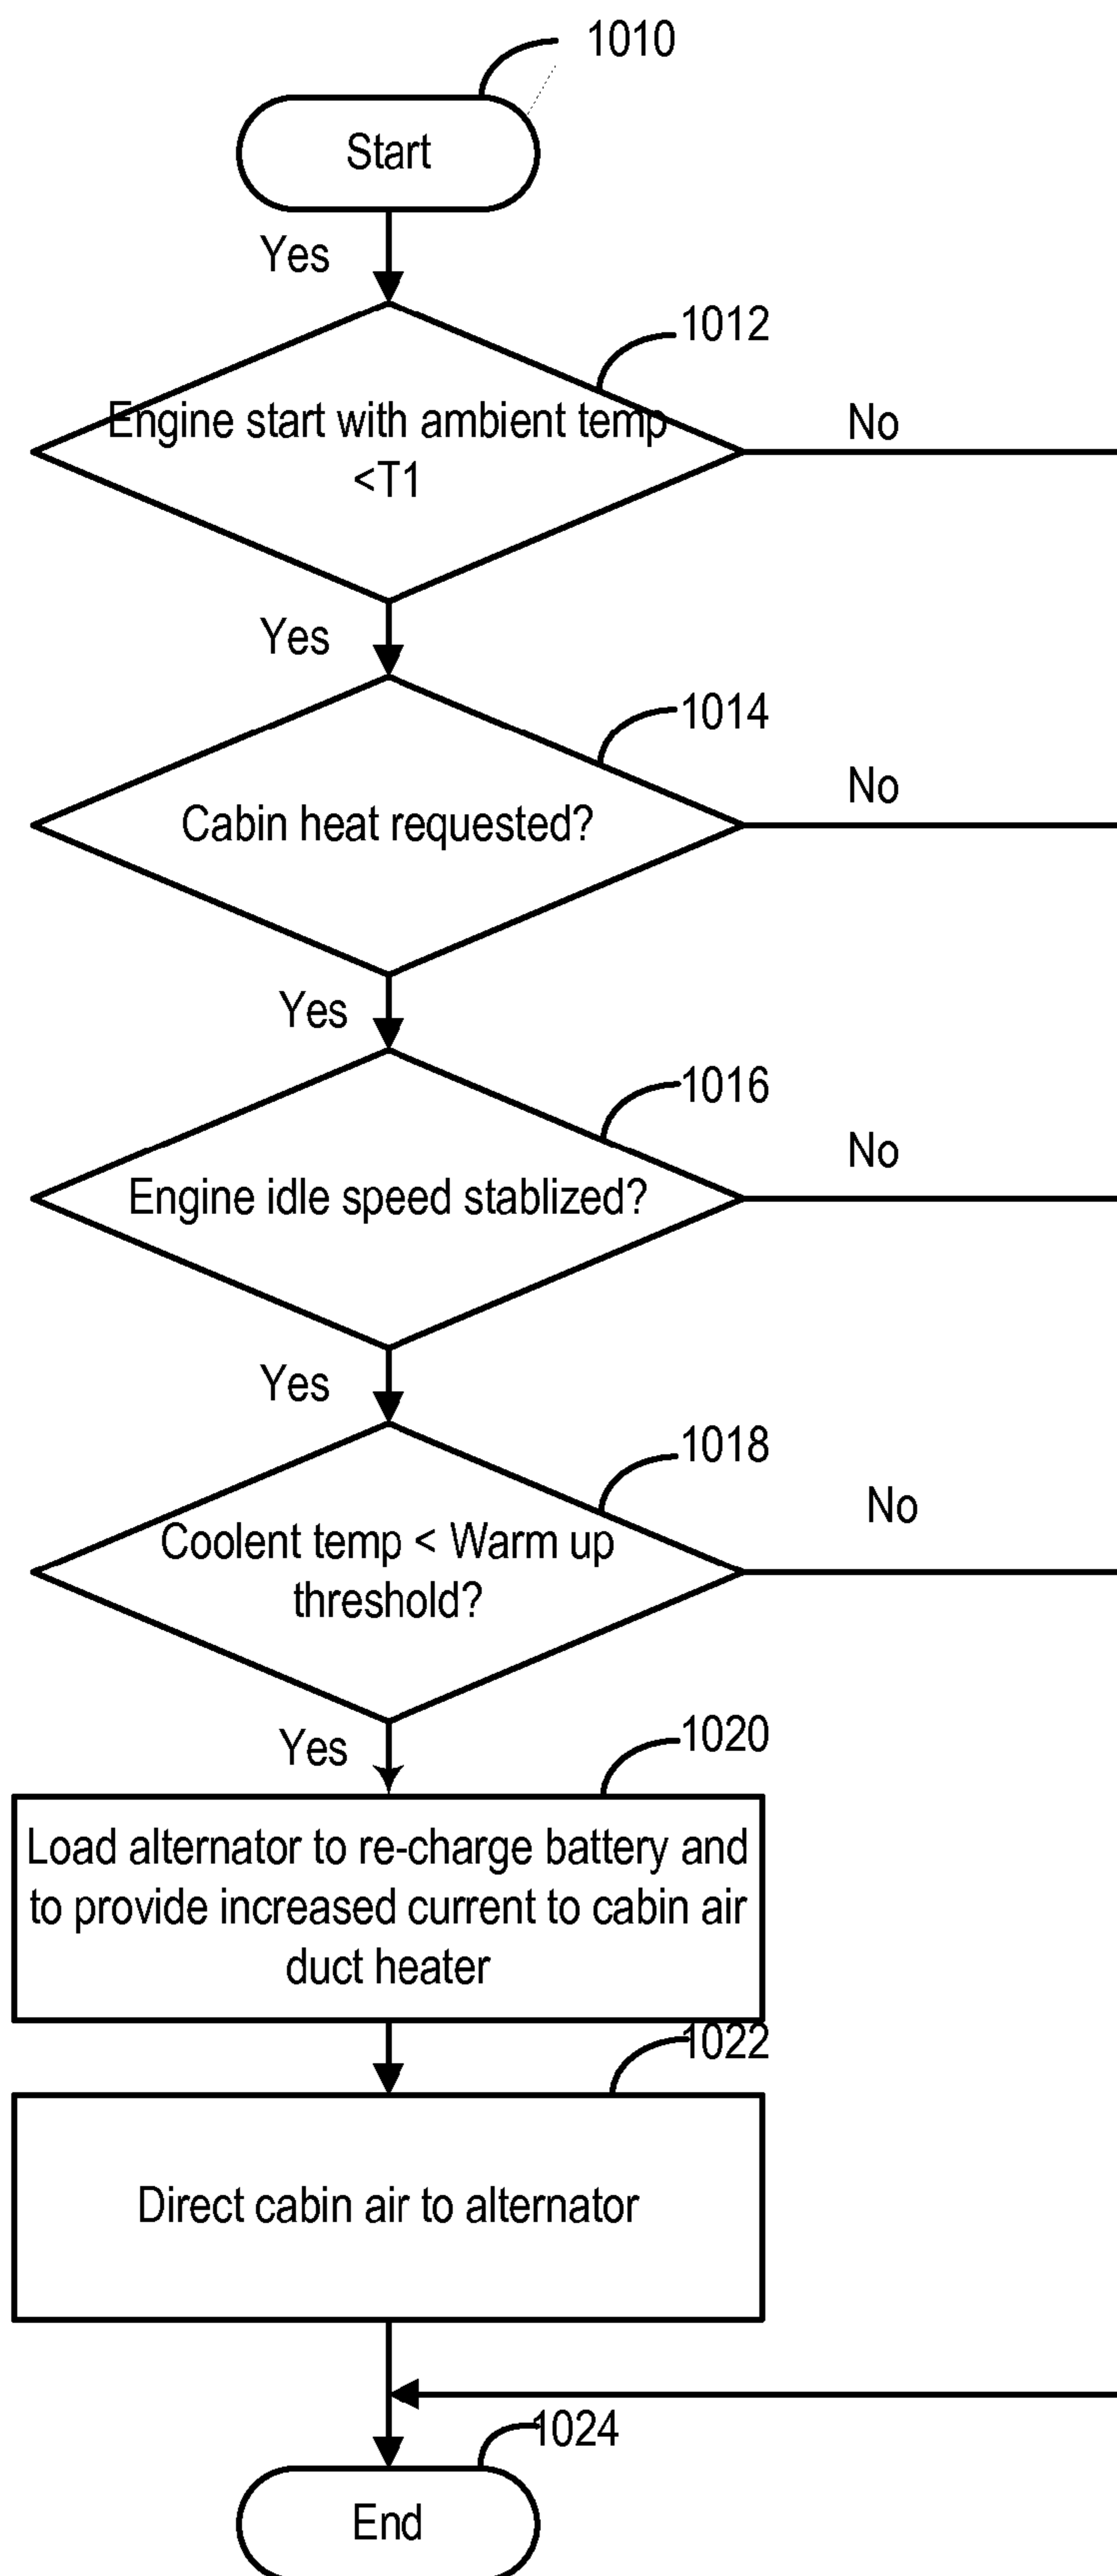 1010
Start
Yes
1012
Engine start with ambient temp
<T1
No
Yes
1014
Cabin heat requested?
No
Yes
1016
Engine idle speed stablized?
No
Yes
1018
Coolent temp < Warm up
threshold?
No
Yes
1020
Load alternator to re-charge battery and
to provide increased current to cabin air
duct heater
1022
Direct cabin air to alternator
1024
End